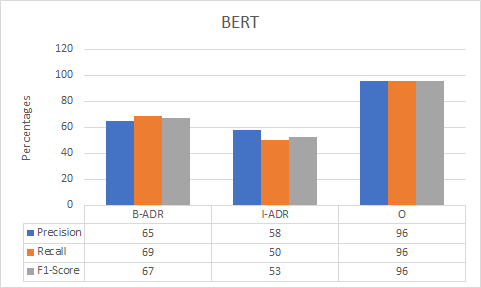 BERT
Percentages
120
100
80
60
40
20
0
B-ADR I-ADR O
Precision 65 58 96
Recall 69 50 96
F1-Score 67 53 96